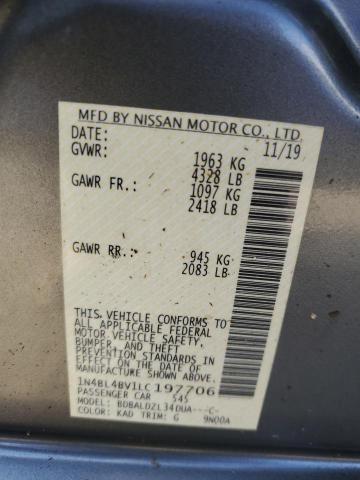 MFD BY NISSAN MOTOR CO., LTD.
DATE: 11/19
GVWR: 1963 KG
4328 LB
GAWR FR: 1097 KG
2418 LB
GAWR RR: 945 KG
2083 LB
THIS VEHICLE CONFORMS TO
ALL APPLICABLE FEDERAL
MOTOR VEHICLE SAFETY,
BUMPER, AND THEFT
PREVENTION STANDARDS IN
EFFECT ON THE DATE OF
MANUFACTURE SHOWN ABOVE.
1N4BL4BV1LC197706
PASSENGER CAR 545
MODEL: BDBALDZL34DUA---C-
COLOR: KAD TRIM: G 9N00A